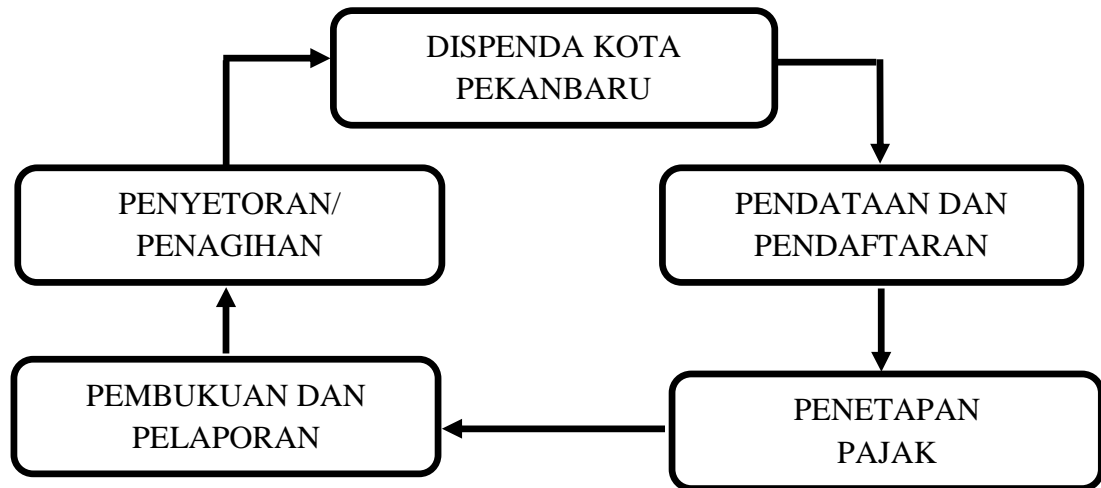 DISPENDA KOTA
PEKANBARU
PENYETORAN/
PENAGIHAN
PENDATAAN DAN
PENDAFTARAN
PEMBUKUAN DAN
PELAPORAN
PENETAPAN
PAJAK